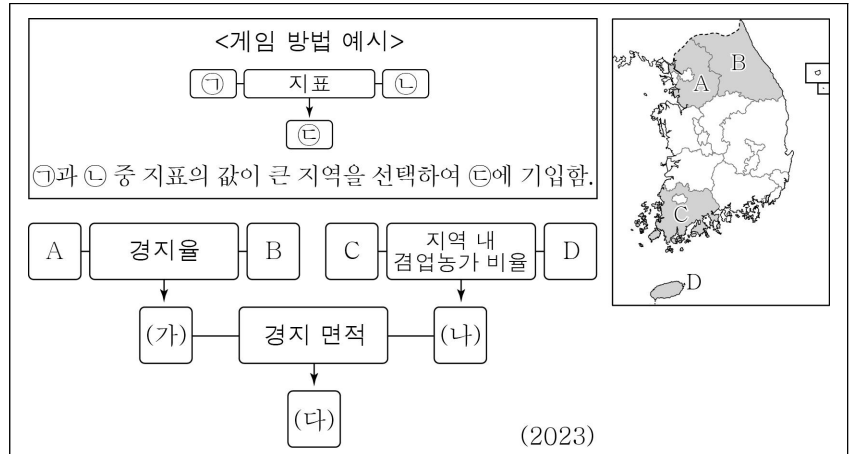 <게임 방법 예시>
㉠ 지표 ㉡
㉢
㉠과 ㉡ 중 지표의 값이 큰 지역을 선택하여 ㉢에 기입함.
A 경지율 B
C 지역 내 겸업농가 비율 D
(가) 경지 면적 (나)
(다)
(2023)
A
B
C
D